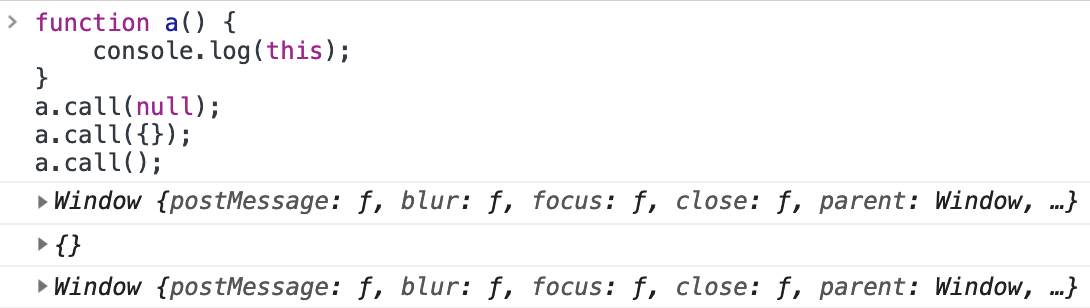 function a() {
    console.log(this);
}
a.call(null);
a.call({});
a.call();
Window {postMessage: ƒ, blur: ƒ, focus: ƒ, close: ƒ, parent: Window, …}
{}
Window {postMessage: ƒ, blur: ƒ, focus: ƒ, close: ƒ, parent: Window, …}